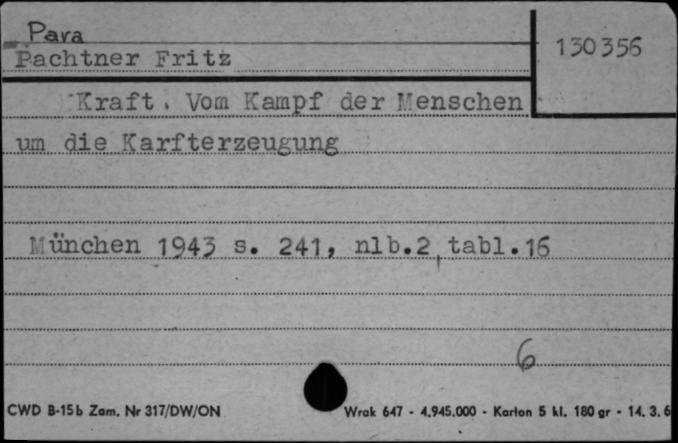 Para
130356
Pachtner Fritz
Kraft. Vom Kampf der Menschen
um die Karfterzeugung
München 1943 s. 241, nlb.2, tabl.16
6
CWD B-15b Zam. Nr 317/DW/ON Wrak 647 - 4.945.000 - Karton 5 kl. 180 gr - 14. 3. 6